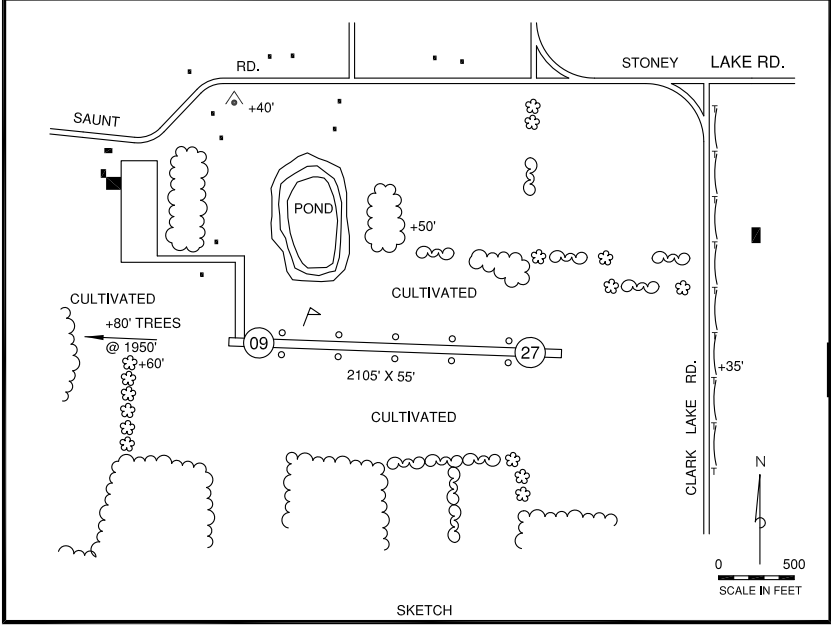 RD.
STONEY LAKE RD.
+40'
SAUNT
POND
+50'
CULTIVATED
CULTIVATED
+80' TREES
@ 1950'
+60'
09
27
2105' X 55'
+35'
CLARK LAKE RD.
CULTIVATED
N
0 500
SCALE IN FEET
SKETCH